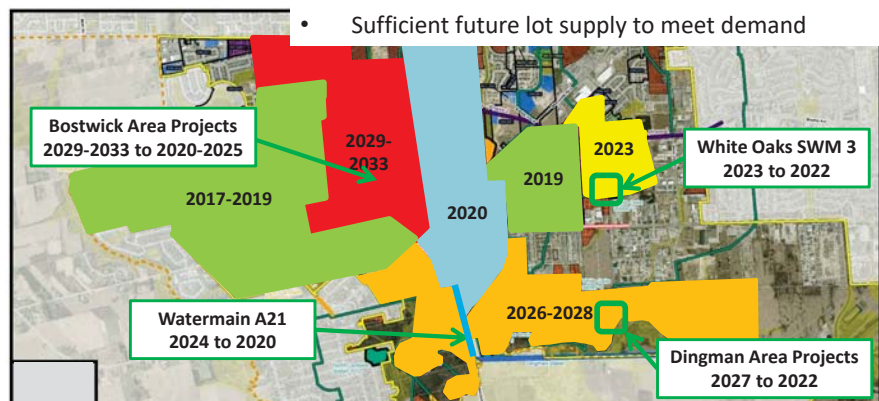 • Sufficient future lot supply to meet demand
Bostwick Area Projects
2029-2033 to 2020-2025
2029-
2033
2017-2019
2020
2019
2023
White Oaks SWM 3
2023 to 2022
Watermain A21
2024 to 2020
2026-2028
Dingman Area Projects
2027 to 2022